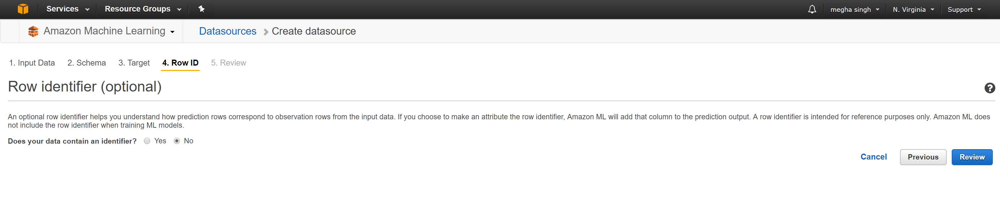 Services Resource Groups megha singh N. Virginia Support
Amazon Machine Learning Datasources Create datasource
1. Input Data 2. Schema 3. Target 4. Row ID 5. Review
Row identifier (optional)
An optional row identifier helps you understand how prediction rows correspond to observation rows from the input data. If you choose to make an attribute the row identifier, Amazon ML will add that column to the prediction output. A row identifier is intended for reference purposes only. Amazon ML does
not include the row identifier when training ML models.
Does your data contain an identifier? Yes No
Cancel Previous Review